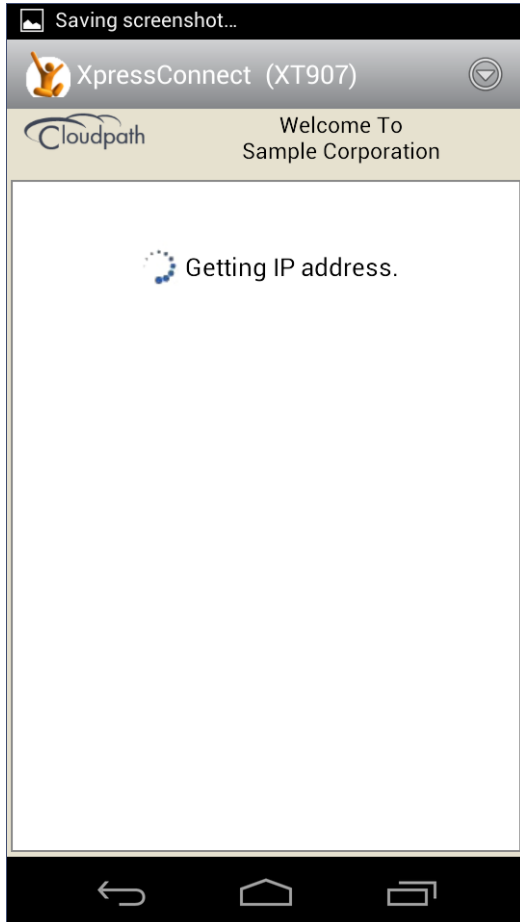 Saving screenshot...
XpressConnect (XT907)
Cloudpath
Welcome To
Sample Corporation
Getting IP address.